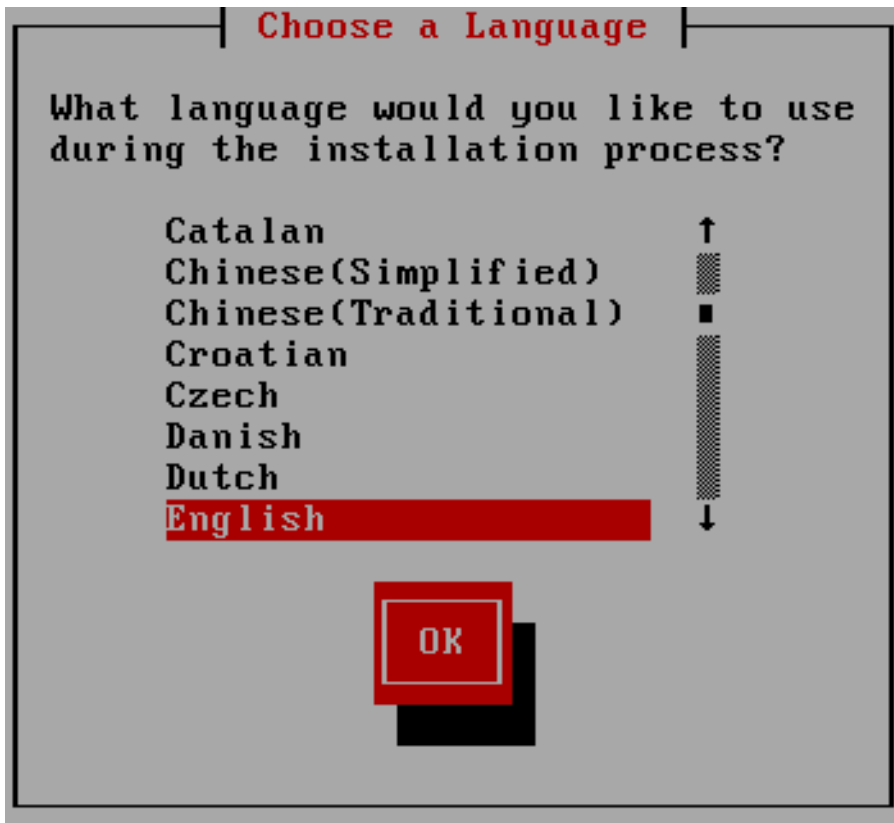 Choose a Language
What language would you like to use
during the installation process?
Catalan
Chinese(Simplified)
Chinese(Traditional)
Croatian
Czech
Danish
Dutch
English
OK